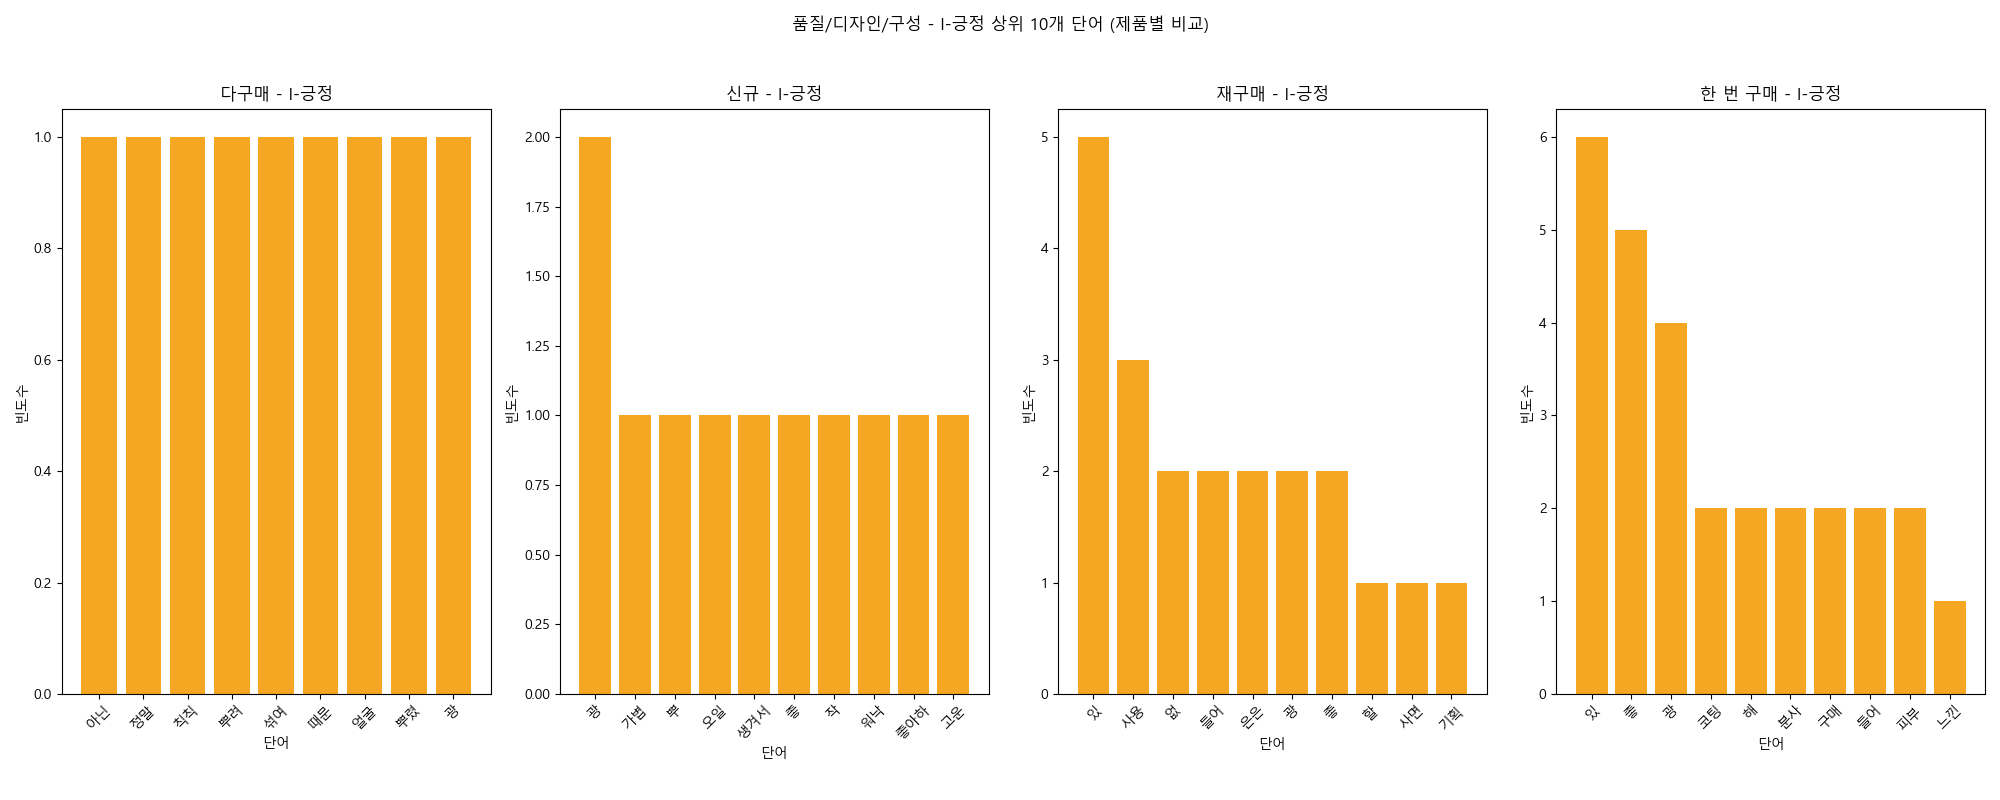 품질/디자인/구성 - I-긍정 상위 10개 단어 (제품별 비교)
다구매 - I-긍정
빈도수
1.0
0.8
0.6
0.4
0.2
0.0
아닌 정말 칙칙 뿌려 섞여 때문 얼굴 뿌렸 광
단어
신규 - I-긍정
빈도수
2.00
1.75
1.50
1.25
1.00
0.75
0.50
0.25
0.00
광 가볍 뿌 오일 생겨서 좋 작 워낙 좋아하 고운
단어
재구매 - I-긍정
빈도수
5
4
3
2
1
0
있 사용 없 들어 은은 광 좋 할 사면 기획
단어
한 번 구매 - I-긍정
빈도수
6
5
4
3
2
1
0
있 좋 광 코팅 해 분사 구매 들어 피부 느낀
단어